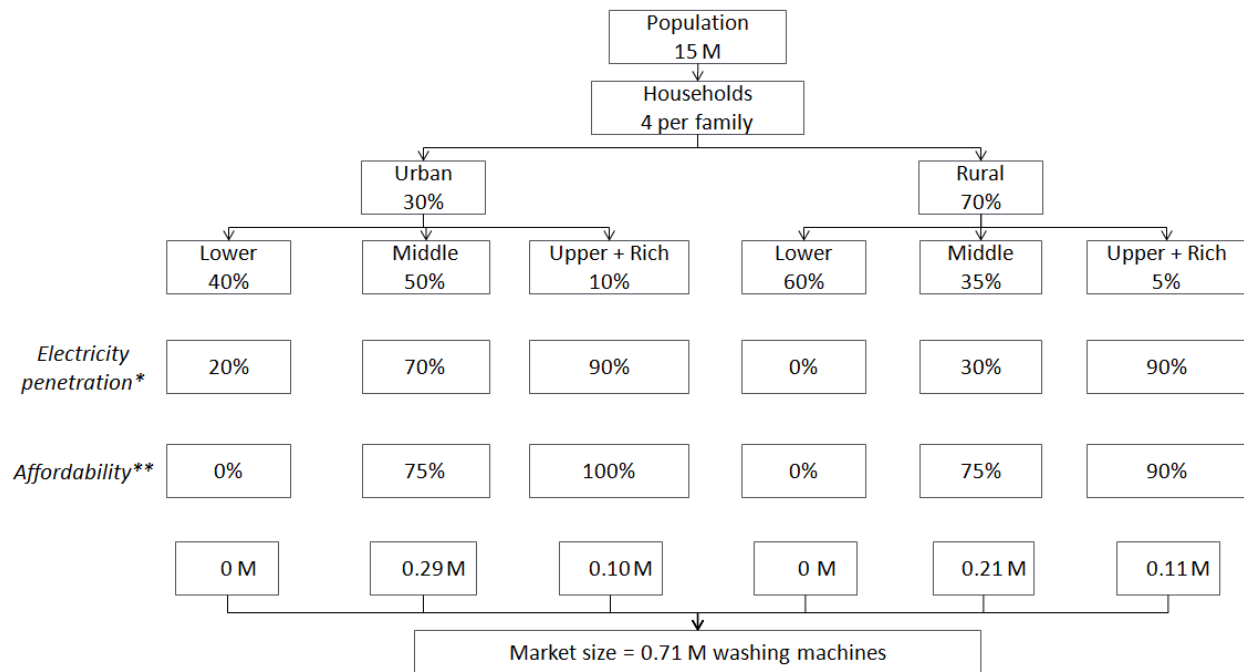 Population
15 M
Households
4 per family
Urban
30%
Rural
70%
Lower
40%
Middle
50%
Upper + Rich
10%
Lower
60%
Middle
35%
Upper + Rich
5%
Electricity
penetration*
20%
70%
90%
0%
30%
90%
Affordability**
0%
75%
100%
0%
75%
90%
0 M
0.29 M
0.10 M
0 M
0.21 M
0.11 M
Market size = 0.71 M washing machines